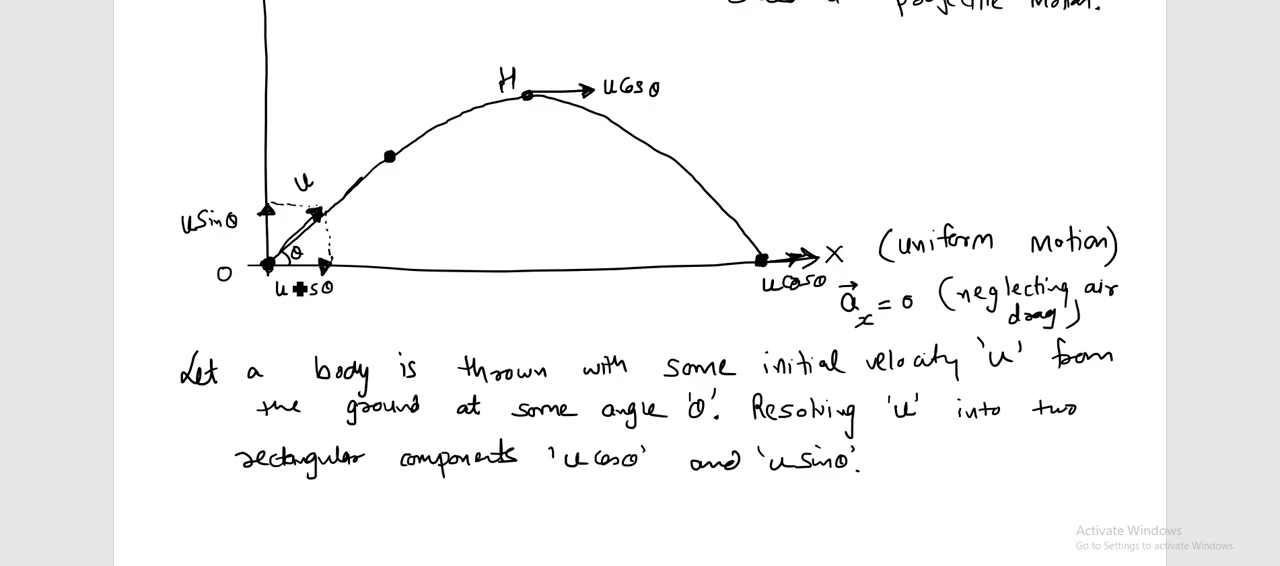 projectile motion.
H
u cos θ
u
u sin θ
θ
O
u cos θ
X (uniform motion)
a⃗x = 0 (neglecting air
drag)
Let a body is thrown with some initial velocity 'u' from
the ground at some angle 'θ'. Resolving 'u' into two
rectangular components 'u cos θ' and 'u sin θ'.
Activate Windows
Go to Settings to activate Windows.